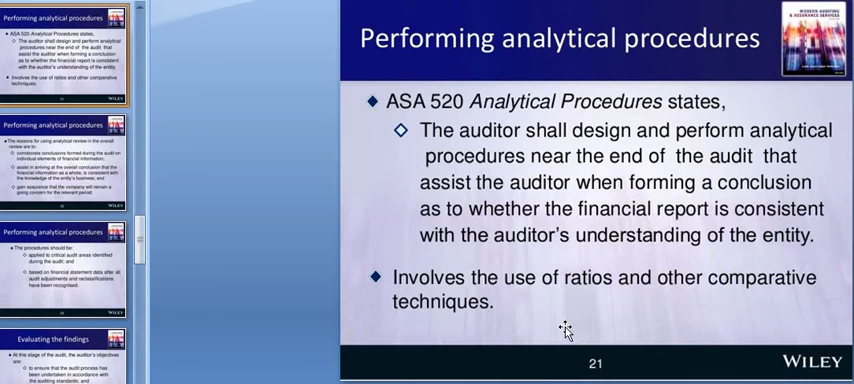 Performing analytical procedures
ASA 520 Analytical Procedures states,
The auditor shall design and perform analytical
procedures near the end of the audit that
assist the auditor when forming a conclusion
as to whether the financial report is consistent
with the auditor's understanding of the entity.
Involves the use of ratios and other comparative
techniques.
21
WILEY
Performing analytical procedures
The reasons for using analytical review in the overall
review are to:
corroborate conclusions formed during the audit on
individual elements of financial information;
assist in arriving at the overall conclusion that the
financial information as a whole, is consistent with
the knowledge of the entity's business; and
gain assurance that the company will remain a
going concern for the relevant period.
WILEY
Performing analytical procedures
The procedures should be:
applied to critical audit areas identified
during the audit; and
based on financial statement data after all
audit adjustments and reclassifications
have been recognised.
WILEY
Evaluating the findings
At this stage of the audit, the auditor's objectives
are:
to ensure that the audit process has
been undertaken in accordance with
the auditing standards; and
Performing analytical procedures
MODERN AUDITING
& ASSURANCE SERVICES
ASA 520 Analytical Procedures states,
The auditor shall design and perform analytical
procedures near the end of the audit that
assist the auditor when forming a conclusion
as to whether the financial report is consistent
with the auditor's understanding of the entity.
Involves the use of ratios and other comparative
techniques.
21
WILEY